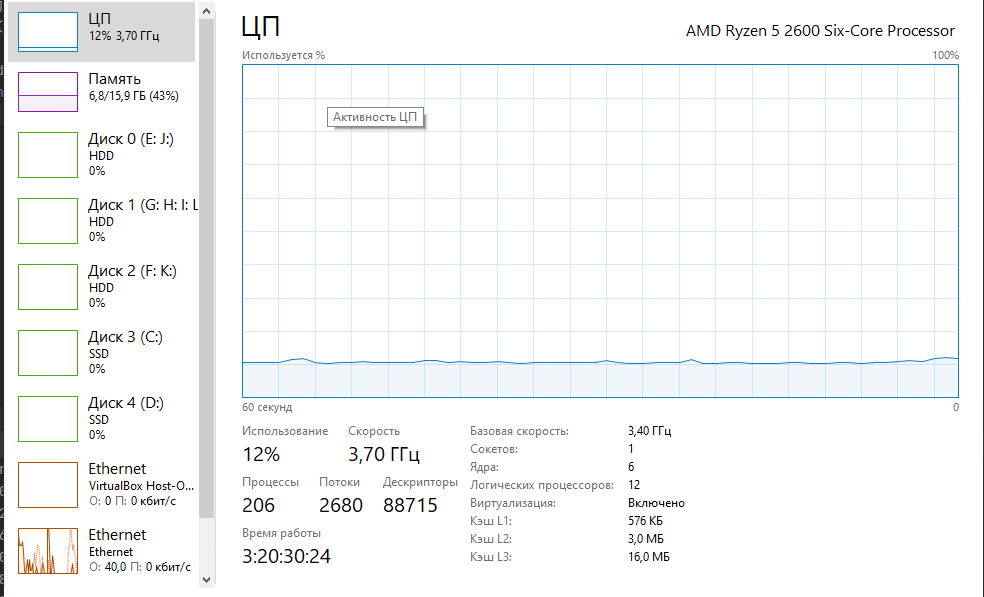 ЦП
12% 3,70 ГГц
Память
6,8/15,9 ГБ (43%)
Диск 0 (E: J:)
HDD
0%
Диск 1 (G: H: I: L
HDD
0%
Диск 2 (F: K:)
HDD
0%
Диск 3 (C:)
SSD
0%
Диск 4 (D:)
SSD
0%
Ethernet
VirtualBox Host-O...
О: 0 П: 0 кбит/с
Ethernet
Ethernet
О: 40,0 П: 0 кбит/с
ЦП
AMD Ryzen 5 2600 Six-Core Processor
Используется %
100%
Активность ЦП
60 секунд
0
Использование
Скорость
12%
3,70 ГГц
Процессы
Потоки
Дескрипторы
206
2680
88715
Время работы
3:20:30:24
Базовая скорость:
3,40 ГГц
Сокетов:
1
Ядра:
6
Логических процессоров:
12
Виртуализация:
Включено
Кэш L1:
576 КБ
Кэш L2:
3,0 МБ
Кэш L3:
16,0 МБ